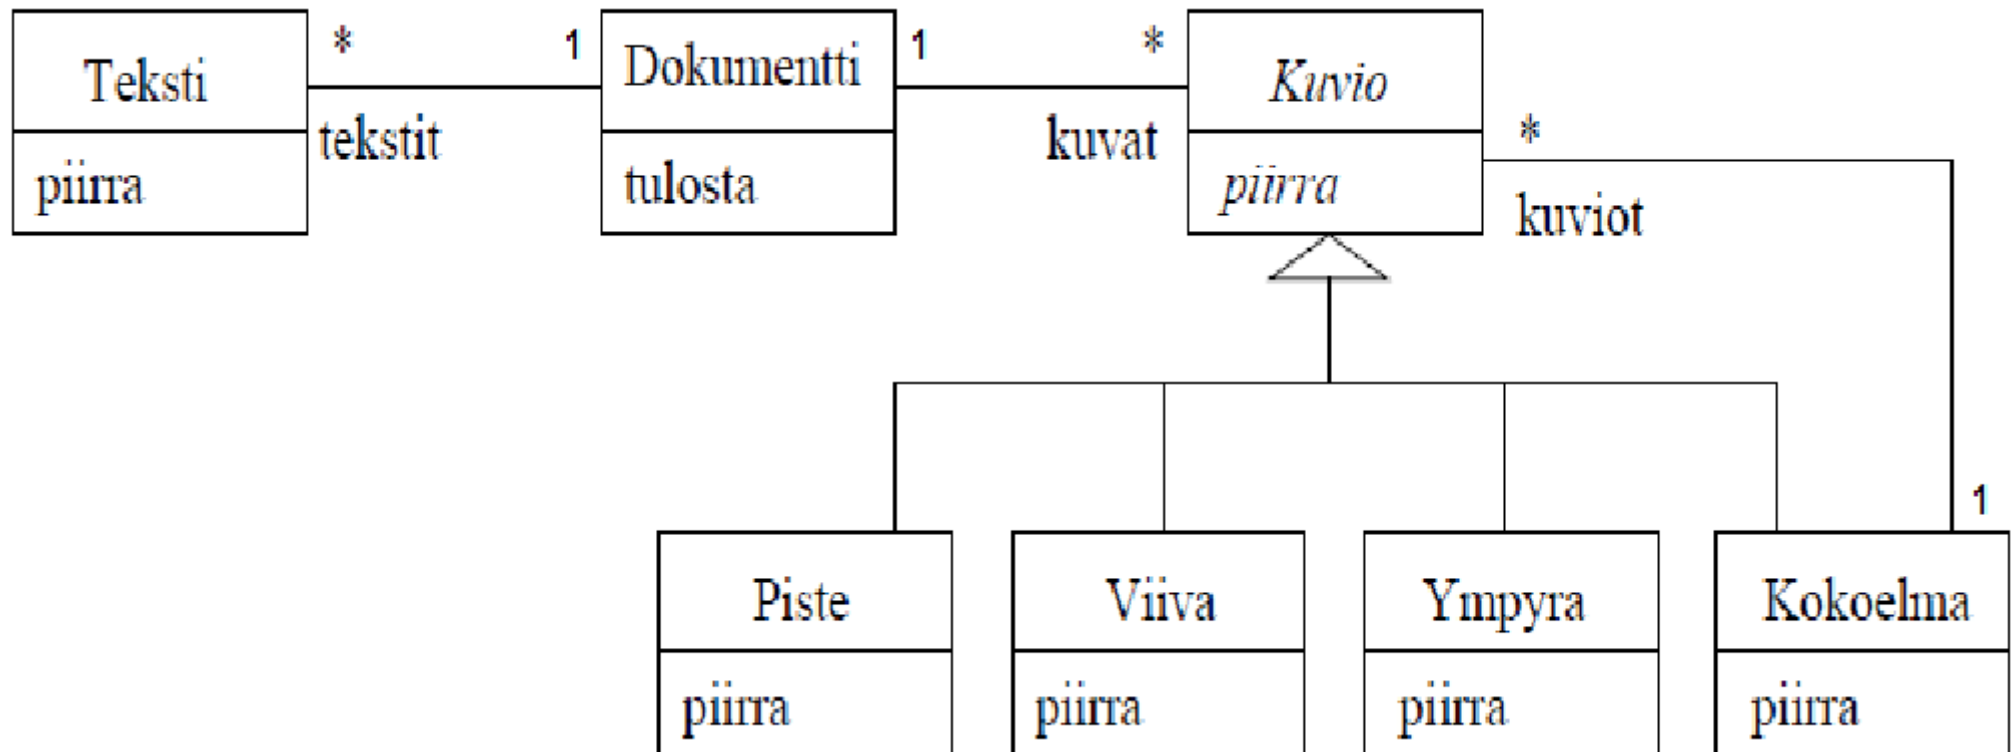 Teksti
piirra
*
tekstit
1
Dokumentti
tulosta
1
*
kuvat
Kuvio
piirra
*
kuviot
1
Piste
piirra
Viiva
piirra
Ympyra
piirra
Kokoelma
piirra